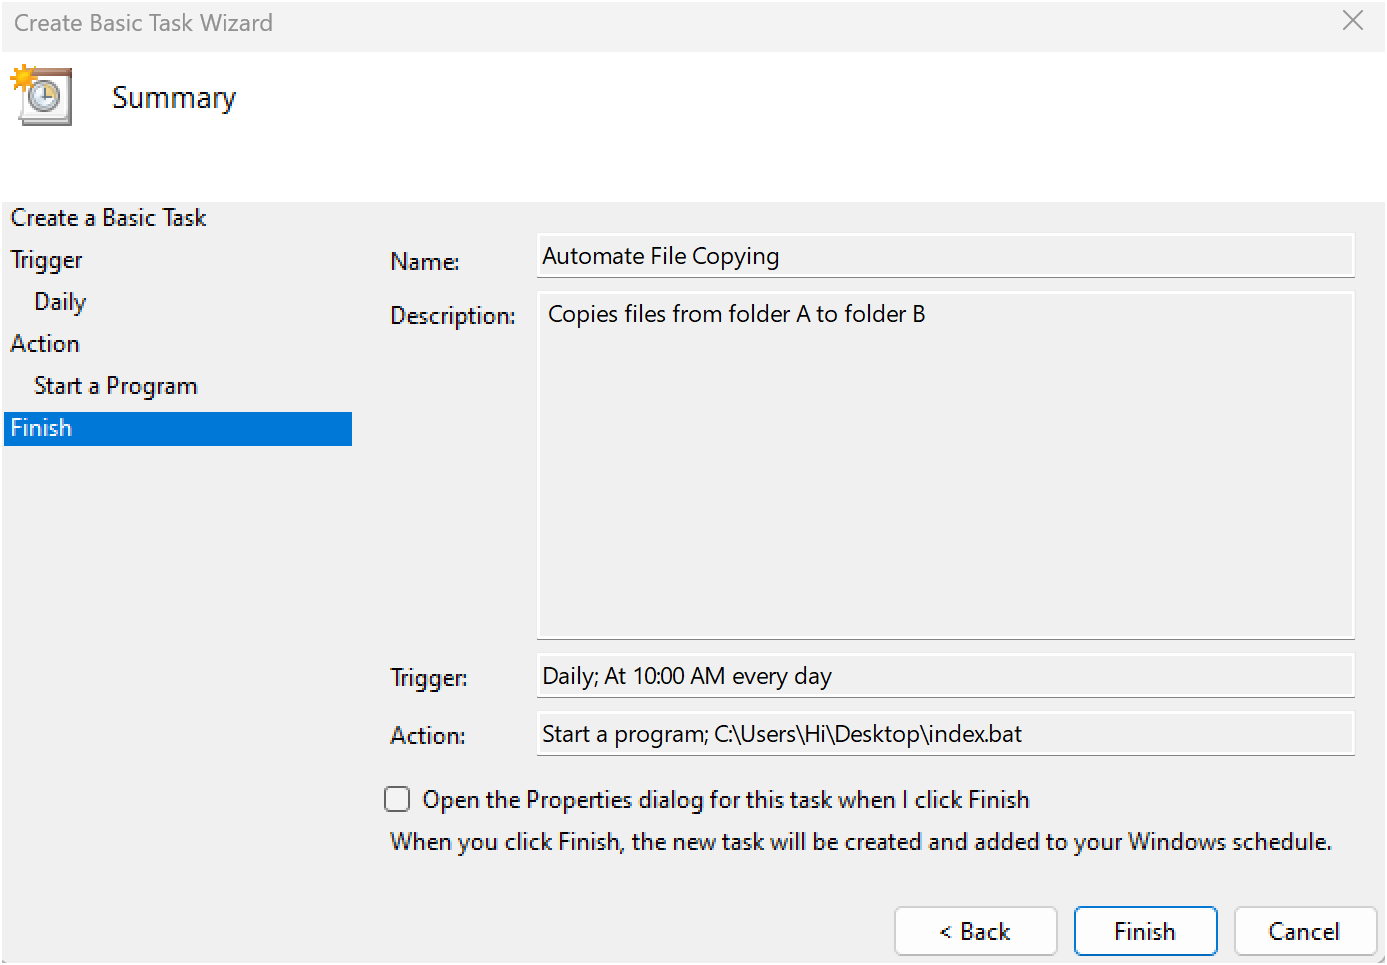 Create Basic Task Wizard
Summary
Create a Basic Task
Trigger
Daily
Action
Start a Program
Finish
Name: Automate File Copying
Description: Copies files from folder A to folder B
Trigger: Daily; At 10:00 AM every day
Action: Start a program; C:\Users\Hi\Desktop\index.bat
Open the Properties dialog for this task when I click Finish
When you click Finish, the new task will be created and added to your Windows schedule.
< Back Finish Cancel